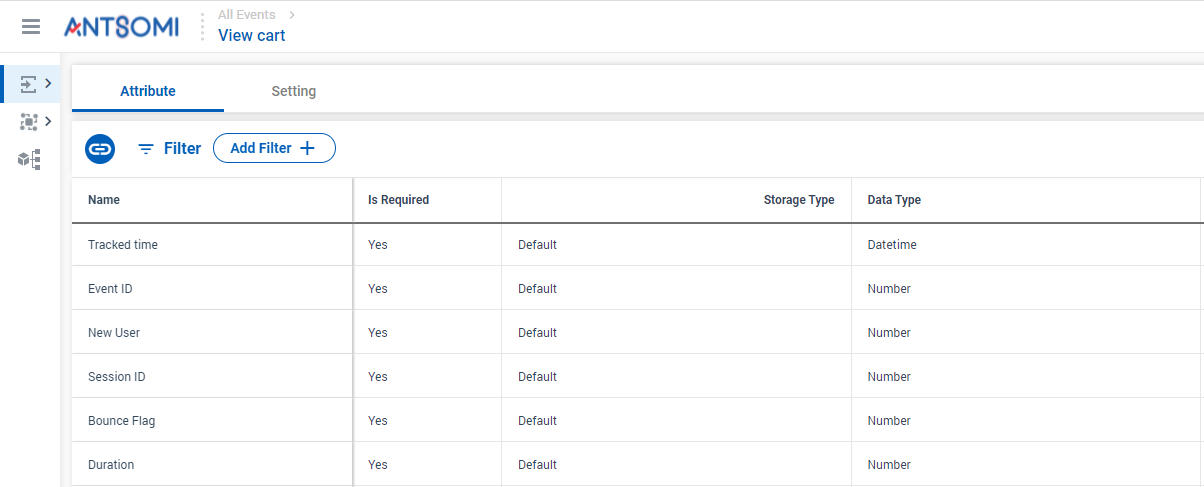 ANTSOMI
All Events
View cart
Attribute Setting
Filter Add Filter
Name Is Required Storage Type Data Type
Tracked time Yes Default Datetime
Event ID Yes Default Number
New User Yes Default Number
Session ID Yes Default Number
Bounce Flag Yes Default Number
Duration Yes Default Number